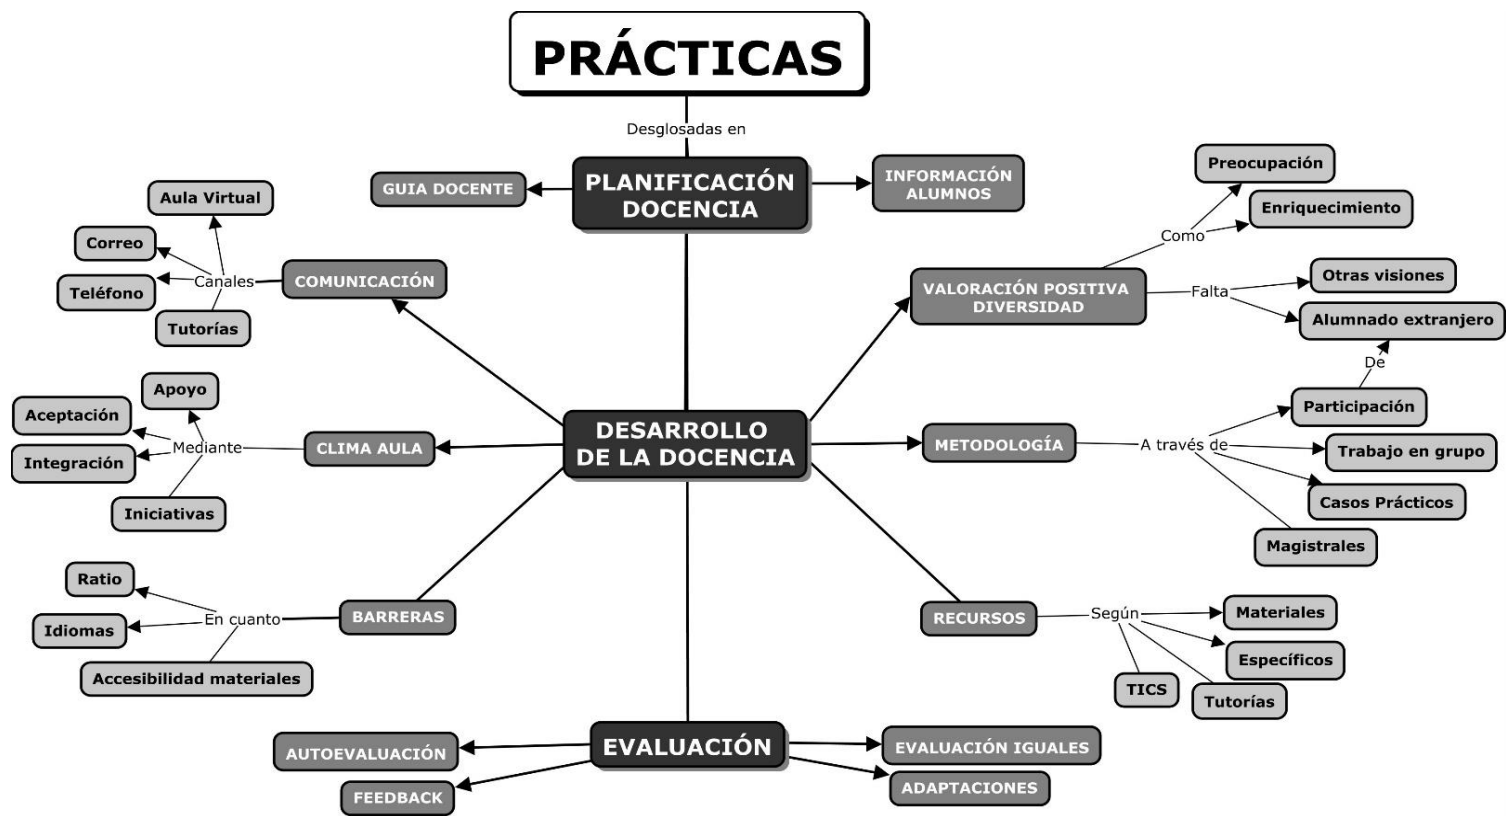 PRÁCTICAS
Desglosadas en
GUIA DOCENTE
PLANIFICACIÓN
DOCENCIA
INFORMACIÓN
ALUMNOS
Aula Virtual
Correo
Teléfono
Canales
Tutorías
COMUNICACIÓN
Preocupación
Enriquecimiento
Como
VALORACIÓN POSITIVA
DIVERSIDAD
Falta
Otras visiones
Alumnado extranjero
De
Apoyo
Aceptación
Mediante
Integración
Iniciativas
CLIMA AULA
DESARROLLO
DE LA DOCENCIA
METODOLOGÍA
A través de
Participación
Trabajo en grupo
Casos Prácticos
Magistrales
Ratio
Idiomas
En cuanto
Accesibilidad materiales
BARRERAS
RECURSOS
Según
Materiales
Específicos
TICS
Tutorías
AUTOEVALUACIÓN
FEEDBACK
EVALUACIÓN
EVALUACIÓN IGUALES
ADAPTACIONES